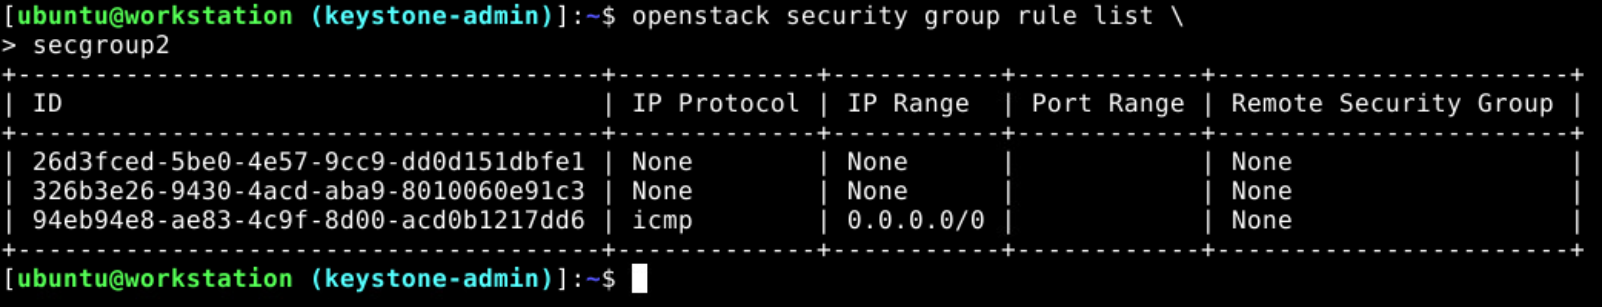 [ubuntu@workstation (keystone-admin)]:~$ openstack security group rule list \
> secgroup2
+--------------------------------------+-------------+-----------+------------+-----------------------+
| ID                                   | IP Protocol | IP Range  | Port Range | Remote Security Group |
+--------------------------------------+-------------+-----------+------------+-----------------------+
| 26d3fced-5be0-4e57-9cc9-dd0d151dbfe1 | None        | None      |            | None                  |
| 326b3e26-9430-4acd-aba9-8010060e91c3 | None        | None      |            | None                  |
| 94eb94e8-ae83-4c9f-8d00-acd0b1217dd6 | icmp        | 0.0.0.0/0 |            | None                  |
+--------------------------------------+-------------+-----------+------------+-----------------------+
[ubuntu@workstation (keystone-admin)]:~$